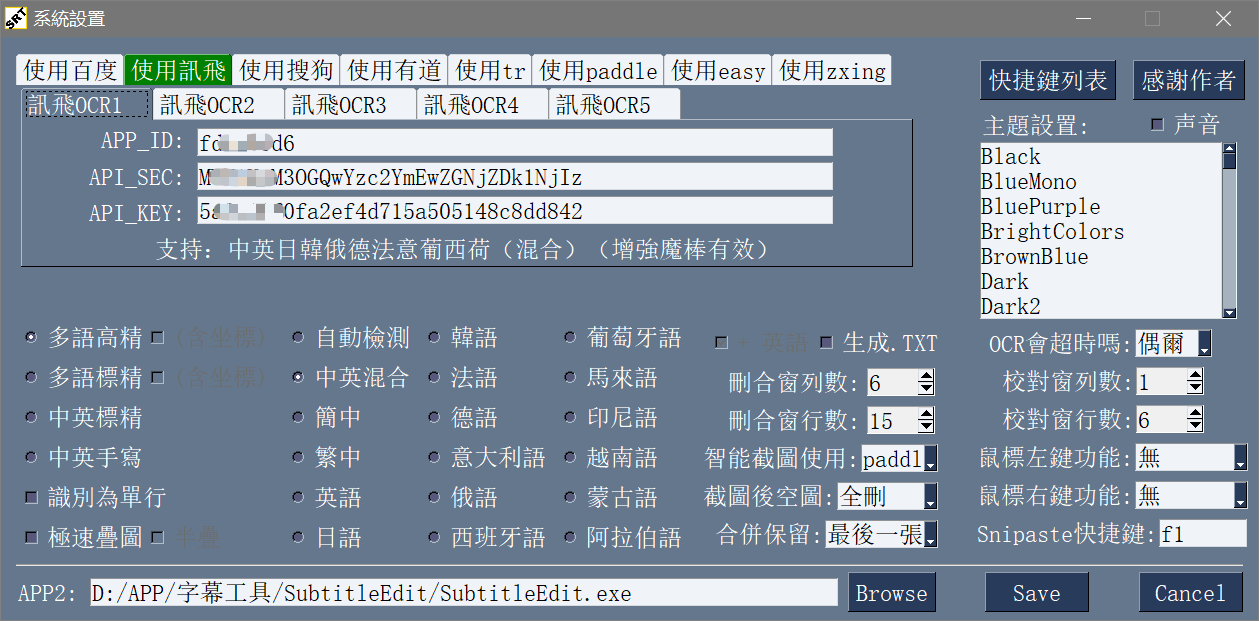 系統設置
使用百度 使用訊飛 使用搜狗 使用有道 使用tr 使用paddle 使用easy 使用zxing
快捷鍵列表 感謝作者
訊飛OCR1 訊飛OCR2 訊飛OCR3 訊飛OCR4 訊飛OCR5
主題設置: 声音
APP_ID:
API_SEC:
API_KEY:
支持: 中英日韓俄德法意葡西荷（混合）（增強魔棒有效）
Black
BlueMono
BluePurple
BrightColors
BrownBlue
Dark
Dark2
多語高精 (含坐標) 自動檢測 韓語 葡萄牙語 + 英語 生成.TXT OCR會超時嗎: 偶爾
多語標精 (含坐標) 中英混合 法語 馬來語 刪合窗列數: 6 校對窗列數: 1
中英標精 簡中 德語 印尼語 刪合窗行數: 15 校對窗行數: 6
中英手寫 繁中 意大利語 越南語 智能截圖使用: paddl 鼠標左鍵功能: 無
識別為單行 英語 俄語 蒙古語 截圖後空圖: 全刪 鼠標右鍵功能: 無
極速疊圖 半疊 日語 西班牙語 阿拉伯語 合併保留: 最後一張 Snipaste快捷鍵: f1
APP2: D:/APP/字幕工具/SubtitleEdit/SubtitleEdit.exe Browse Save Cancel